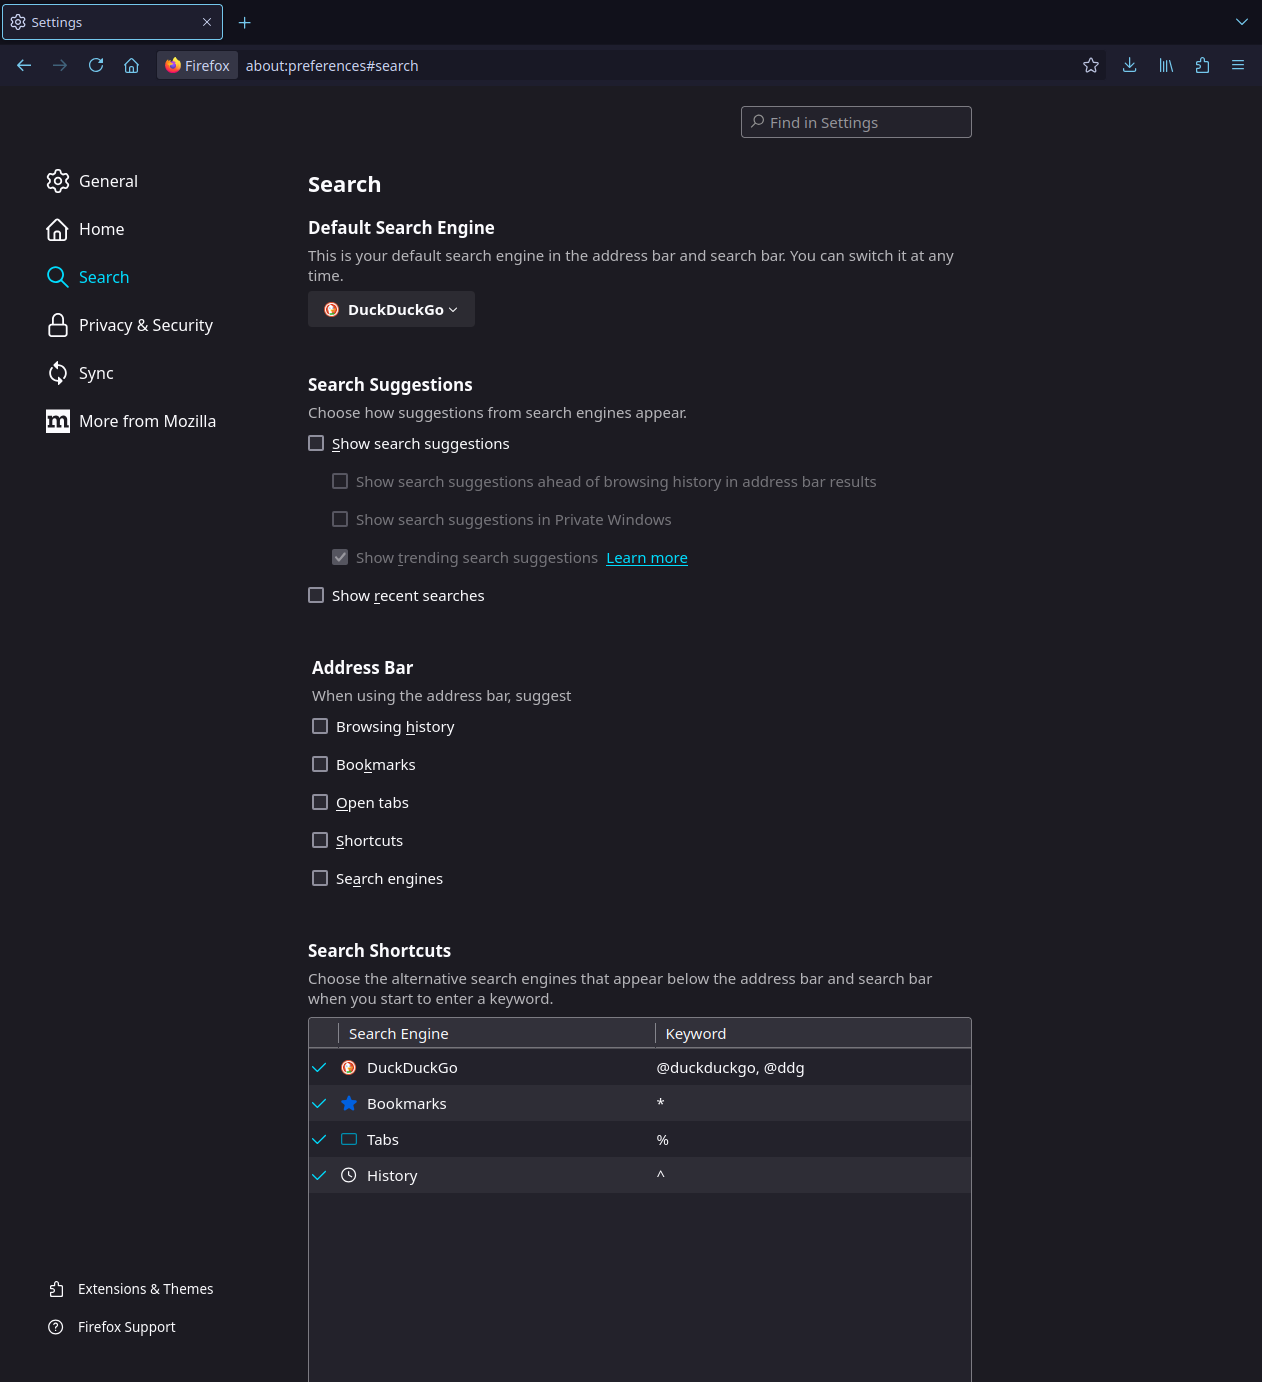 Settings
Firefox about:preferences#search
Find in Settings
General
Home
Search
Privacy & Security
Sync
More from Mozilla
Extensions & Themes
Firefox Support
Search
Default Search Engine
This is your default search engine in the address bar and search bar. You can switch it at any
time.
DuckDuckGo
Search Suggestions
Choose how suggestions from search engines appear.
Show search suggestions
Show search suggestions ahead of browsing history in address bar results
Show search suggestions in Private Windows
Show trending search suggestions Learn more
Show recent searches
Address Bar
When using the address bar, suggest
Browsing history
Bookmarks
Open tabs
Shortcuts
Search engines
Search Shortcuts
Choose the alternative search engines that appear below the address bar and search bar
when you start to enter a keyword.
Search Engine Keyword
DuckDuckGo @duckduckgo, @ddg
Bookmarks *
Tabs %
History ^